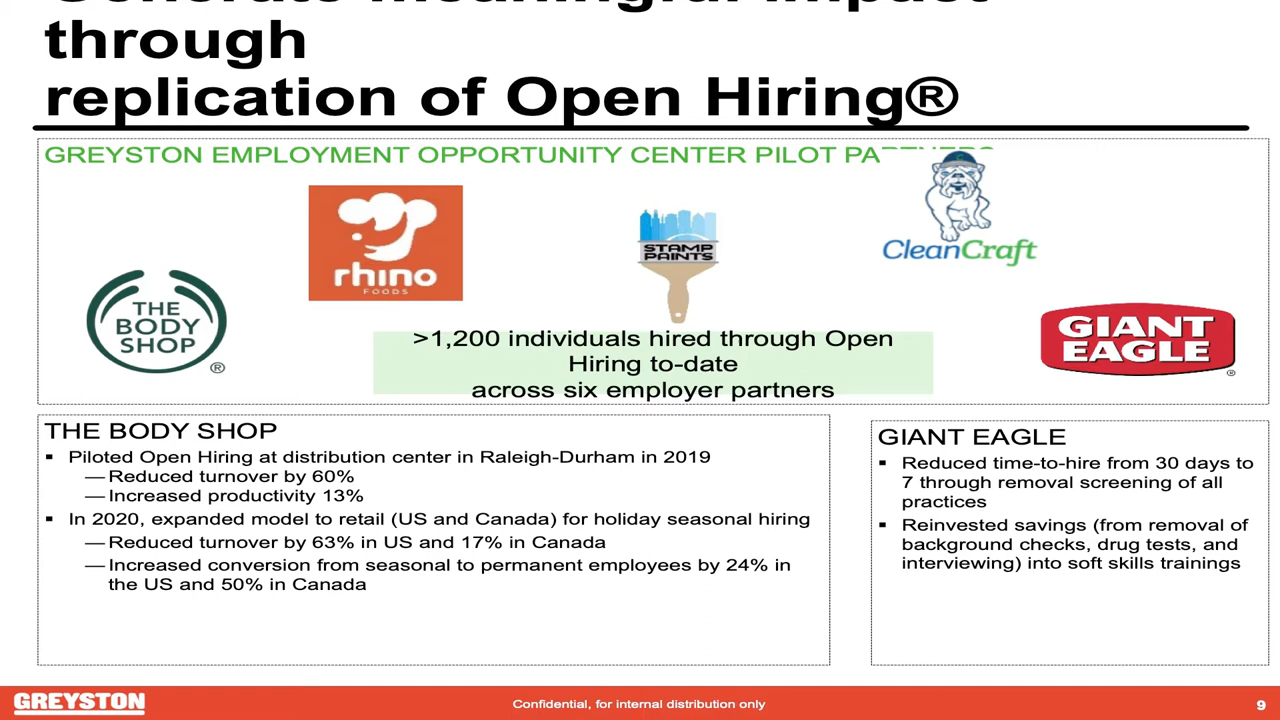 Generate meaningful impact
through
replication of Open Hiring®
GREYSTON EMPLOYMENT OPPORTUNITY CENTER PILOT PARTNERS
rhino
FOODS
STAMP
PAINTS
CleanCraft
THE
BODY
SHOP
®
GIANT
EAGLE
®
>1,200 individuals hired through Open
Hiring to-date
across six employer partners
THE BODY SHOP
▪ Piloted Open Hiring at distribution center in Raleigh-Durham in 2019
— Reduced turnover by 60%
— Increased productivity 13%
▪ In 2020, expanded model to retail (US and Canada) for holiday seasonal hiring
— Reduced turnover by 63% in US and 17% in Canada
— Increased conversion from seasonal to permanent employees by 24% in
the US and 50% in Canada
GIANT EAGLE
▪ Reduced time-to-hire from 30 days to
7 through removal screening of all
practices
▪ Reinvested savings (from removal of
background checks, drug tests, and
interviewing) into soft skills trainings
GREYSTON
Confidential, for internal distribution only
9